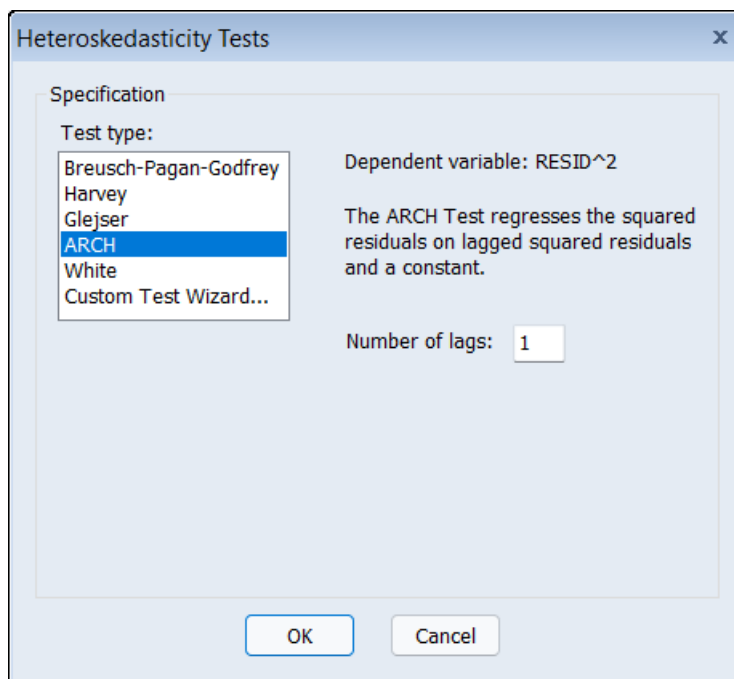 Heteroskedasticity Tests
x
Specification
Test type:
Breusch-Pagan-Godfrey
Harvey
Glejser
ARCH
White
Custom Test Wizard...
Dependent variable: RESID^2
The ARCH Test regresses the squared
residuals on lagged squared residuals
and a constant.
Number of lags: 1
OK
Cancel